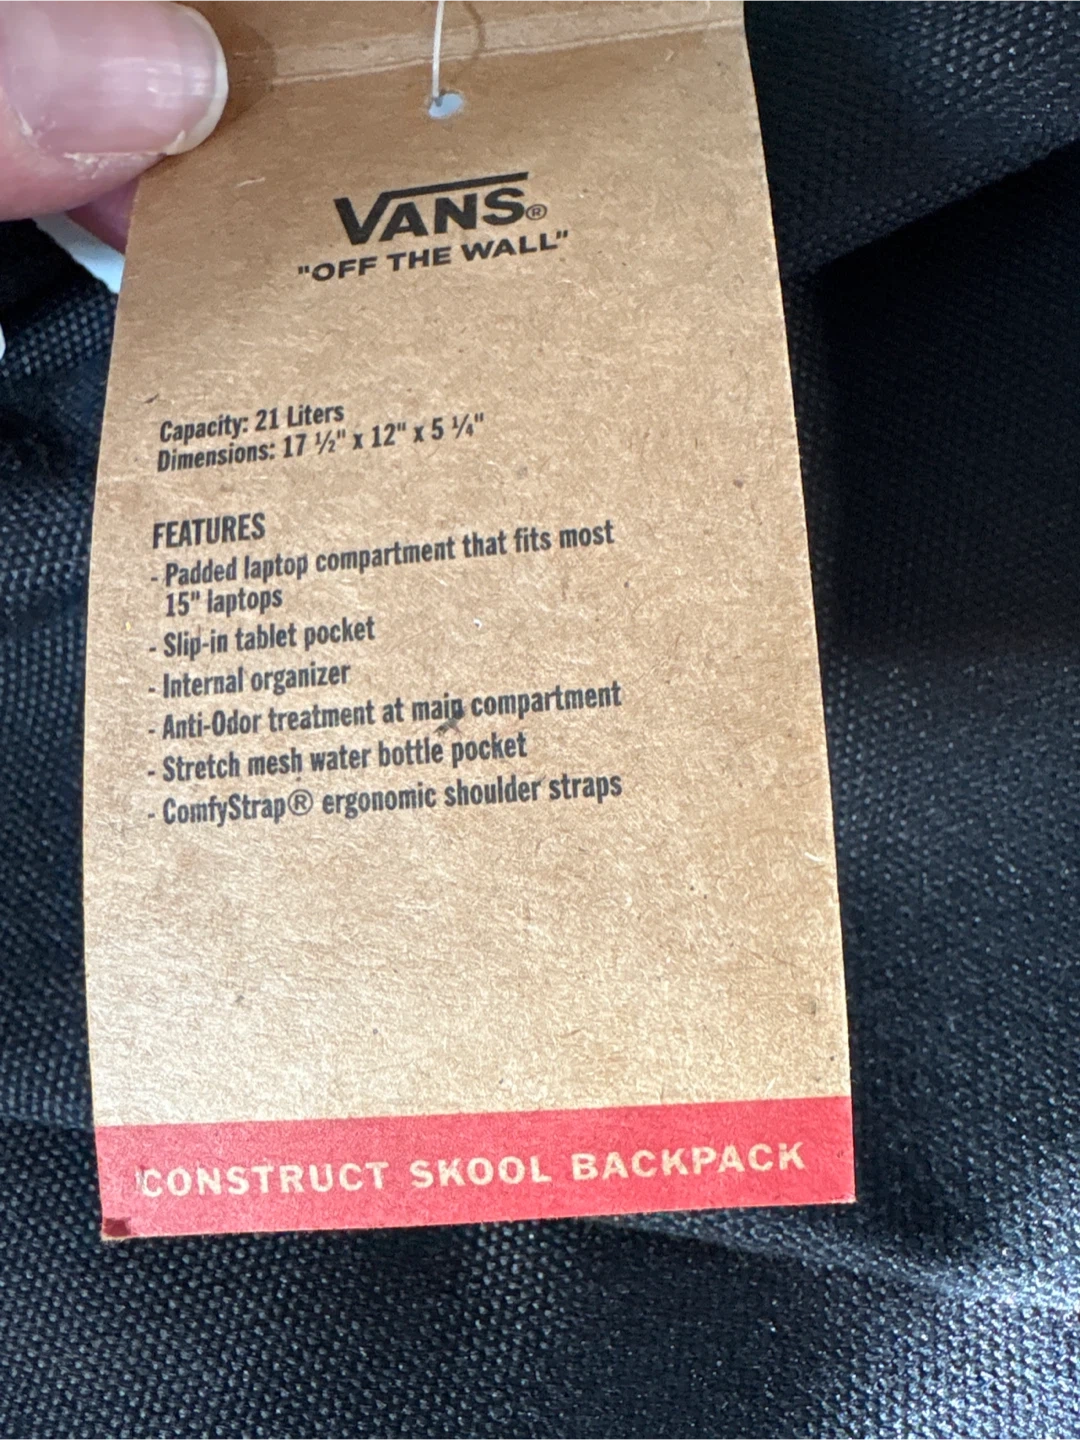 VANS®
"OFF THE WALL"
Capacity: 21 Liters
Dimensions: 17 ½" x 12" x 5 ¼"
FEATURES
- Padded laptop compartment that fits most
15" laptops
- Slip-in tablet pocket
- Internal organizer
- Anti-Odor treatment at main compartment
- Stretch mesh water bottle pocket
- ComfyStrap® ergonomic shoulder straps
CONSTRUCT SKOOL BACKPACK